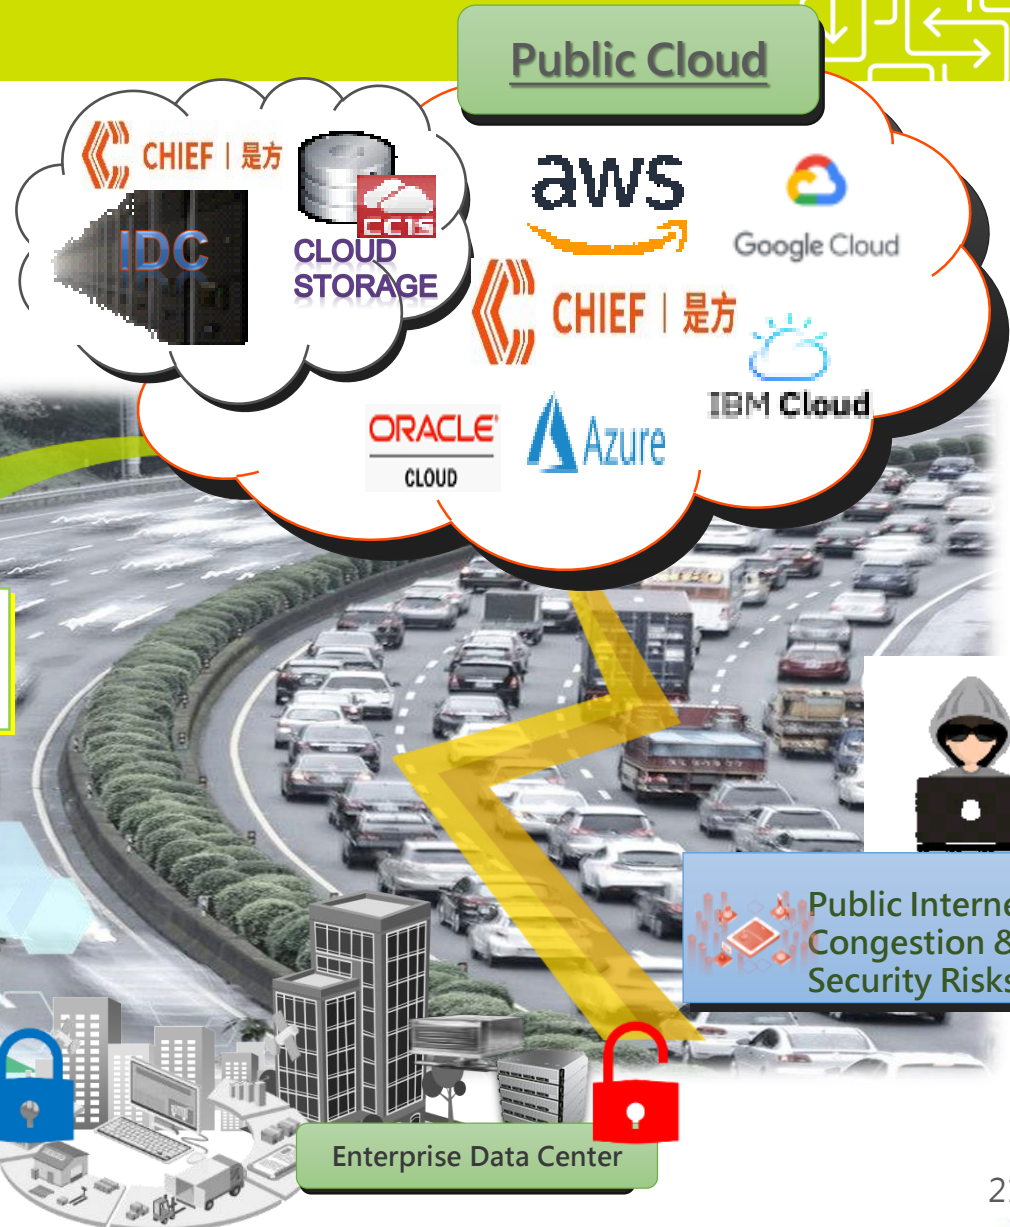 Public Cloud
CHIEF | 是方
IDC
CC1S
CLOUD
STORAGE
aws
Google Cloud
CHIEF | 是方
IBM Cloud
ORACLE
CLOUD
Azure
Public Interne
Congestion &
Security Risks
Enterprise Data Center